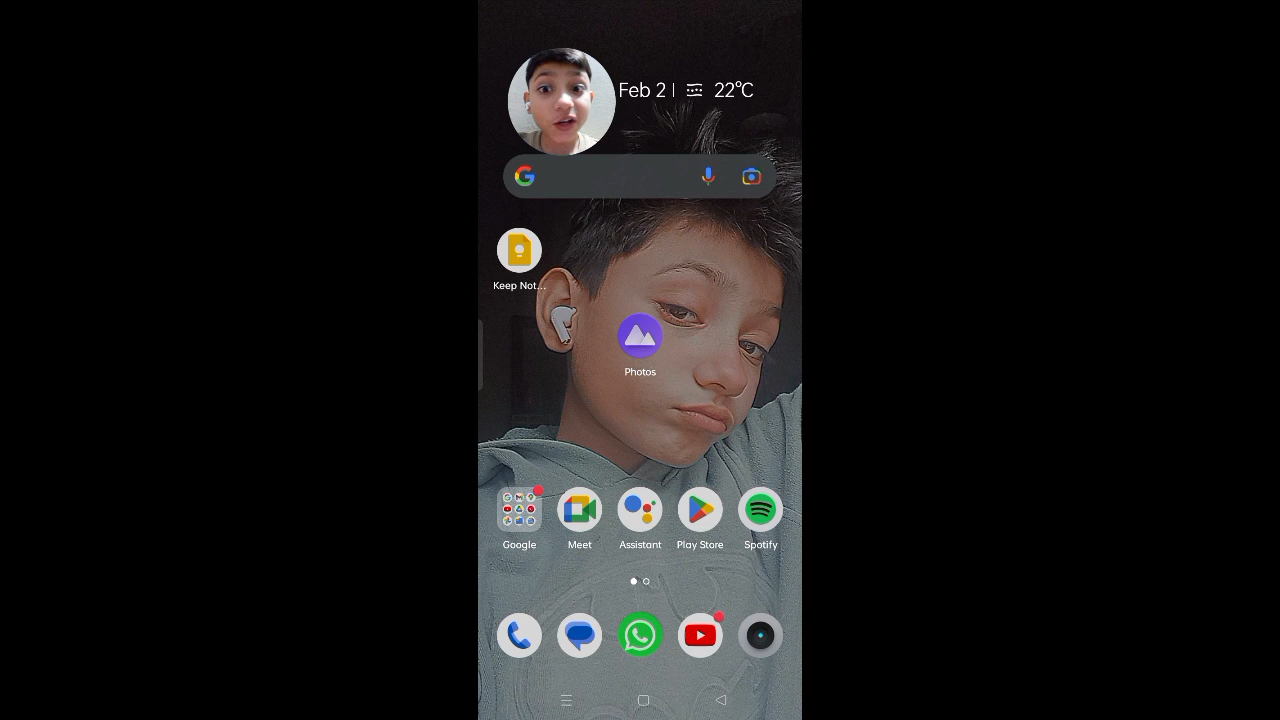 Feb 2 | 22°C
Keep Not...
Photos
Google Meet Assistant Play Store Spotify